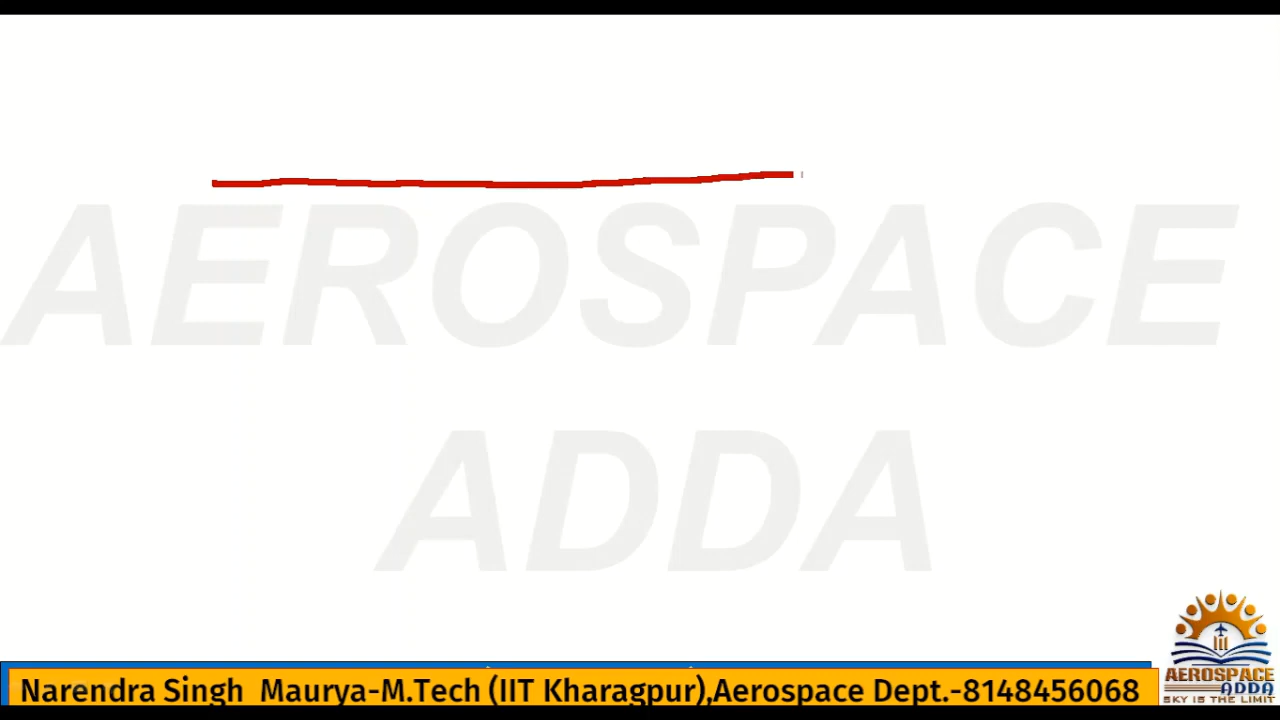 AEROSPACE
ADDA
Narendra Singh Maurya-M.Tech (IIT Kharagpur),Aerospace Dept.-8148456068
AEROSPACE
ADDA
SKY IS THE LIMIT